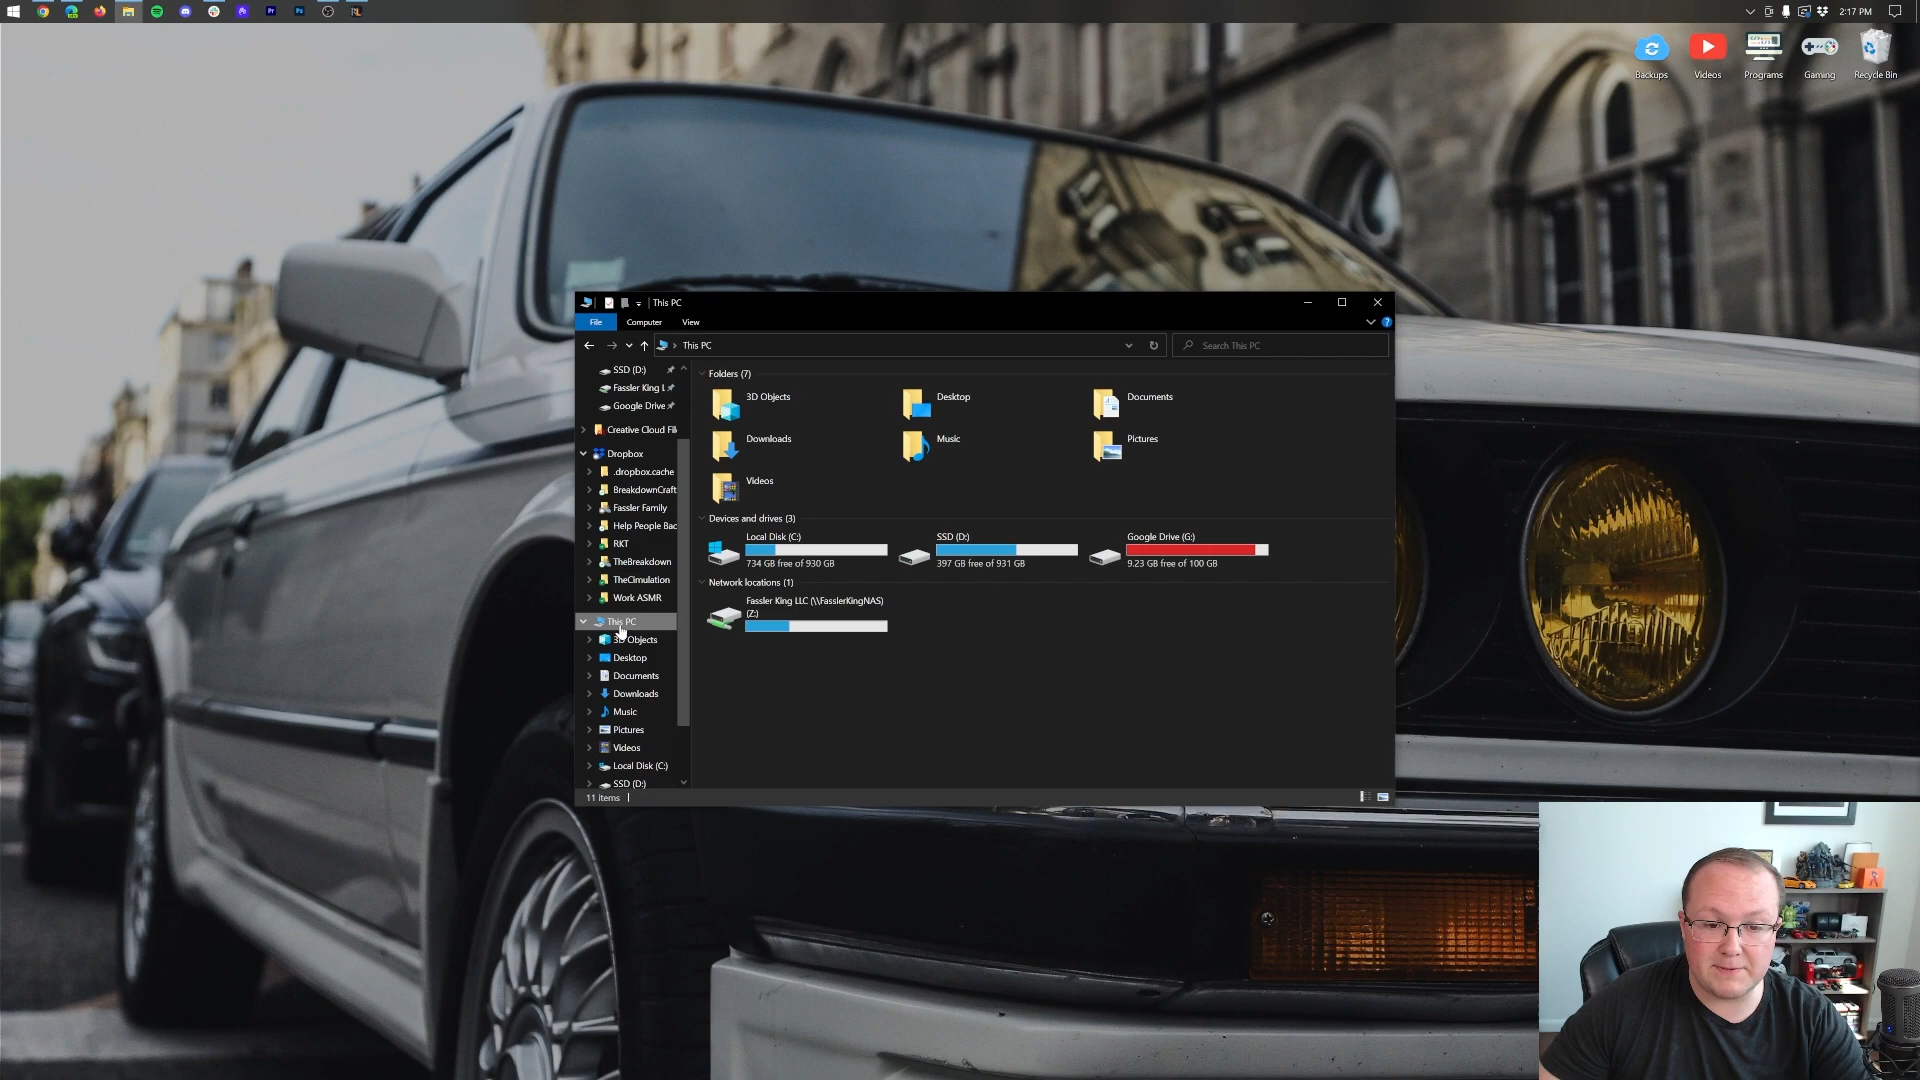 2:17 PM
Backups
Videos
Programs
Gaming
Recycle Bin
This PC
File
Computer
View
This PC
Search This PC
SSD (D:)
Fassler King L
Google Drive
Creative Cloud Fil
Dropbox
.dropbox.cache
BreakdownCraft
Fassler Family
Help People Bac
RKT
TheBreakdown
TheCimulation
Work ASMR
This PC
3D Objects
Desktop
Documents
Downloads
Music
Pictures
Videos
Local Disk (C:)
SSD (D:)
Folders (7)
3D Objects
Desktop
Documents
Downloads
Music
Pictures
Videos
Devices and drives (3)
Local Disk (C:)
734 GB free of 930 GB
SSD (D:)
397 GB free of 931 GB
Google Drive (G:)
9.23 GB free of 100 GB
Network locations (1)
Fassler King LLC (\\FasslerKingNAS)
(Z:)
11 items